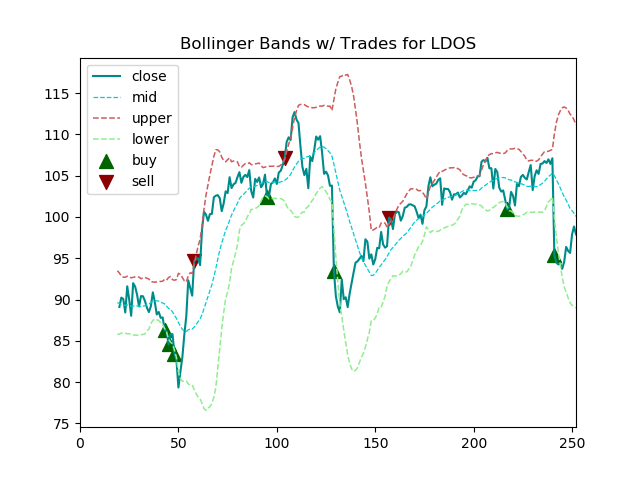 Bollinger Bands w/ Trades for LDOS
close
mid
upper
lower
buy
sell
115
110
105
100
95
90
85
80
75
0 50 100 150 200 250